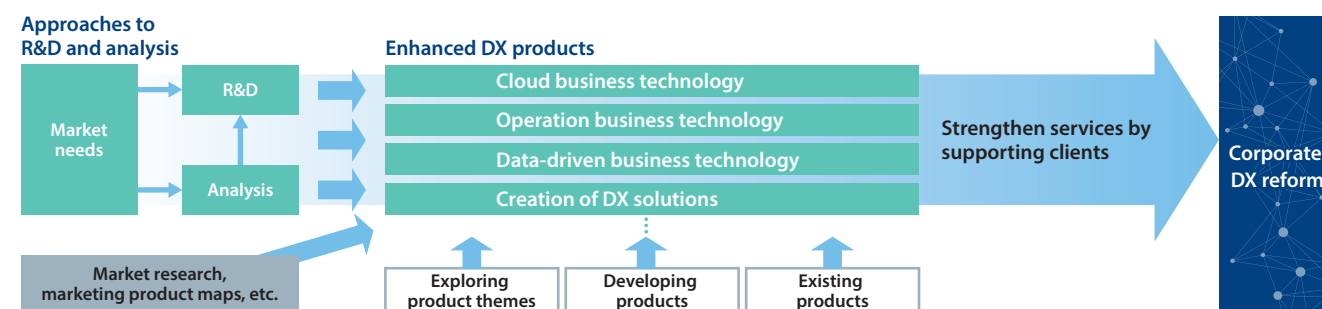 Approaches to
R&D and analysis
Market
needs
R&D
Analysis
Market research,
marketing product maps, etc.
Enhanced DX products
Cloud business technology
Operation business technology
Data-driven business technology
Creation of DX solutions
Exploring
product themes
Developing
products
Existing
products
Strengthen services by
supporting clients
Corporate
DX reform